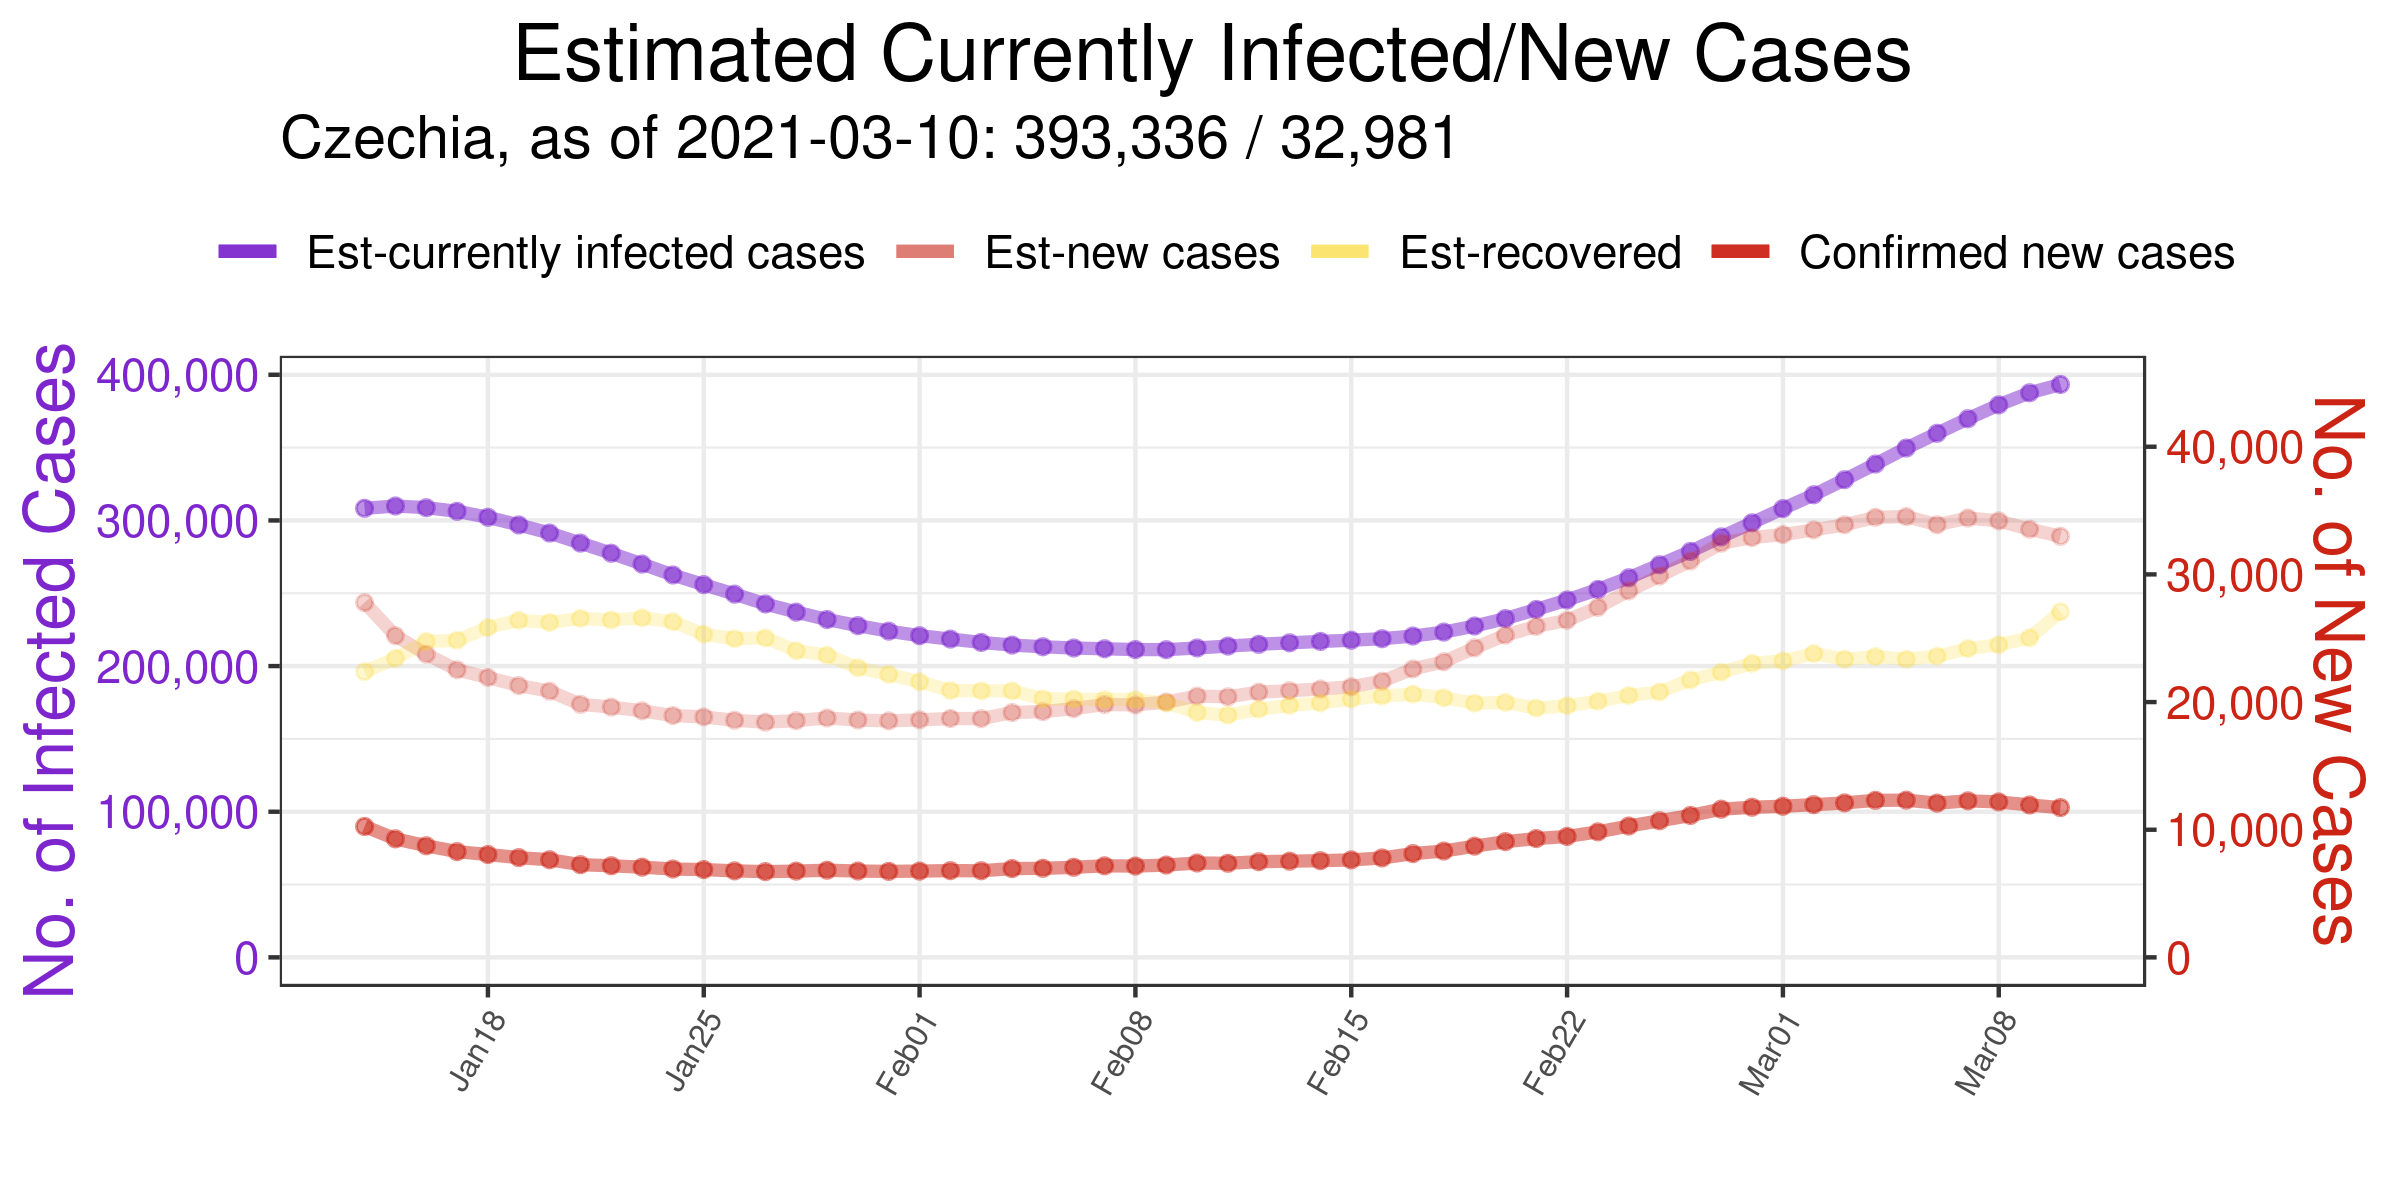 Estimated Currently Infected/New Cases
Czechia, as of 2021-03-10: 393,336 / 32,981
Est-currently infected cases Est-new cases Est-recovered Confirmed new cases
No. of Infected Cases
400,000
300,000
200,000
100,000
0
No. of New Cases
40,000
30,000
20,000
10,000
0
Jan18 Jan25 Feb01 Feb08 Feb15 Feb22 Mar01 Mar08